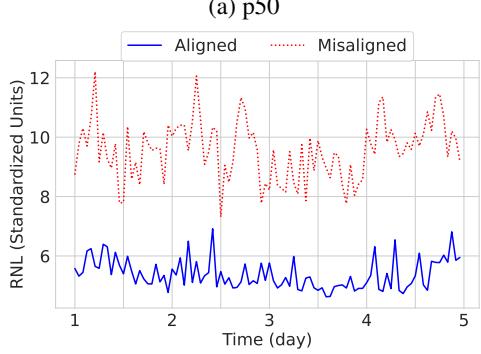 (a) p50
Aligned Misaligned
12
10
8
6
RNL (Standardized Units)
1 2 3 4 5
Time (day)